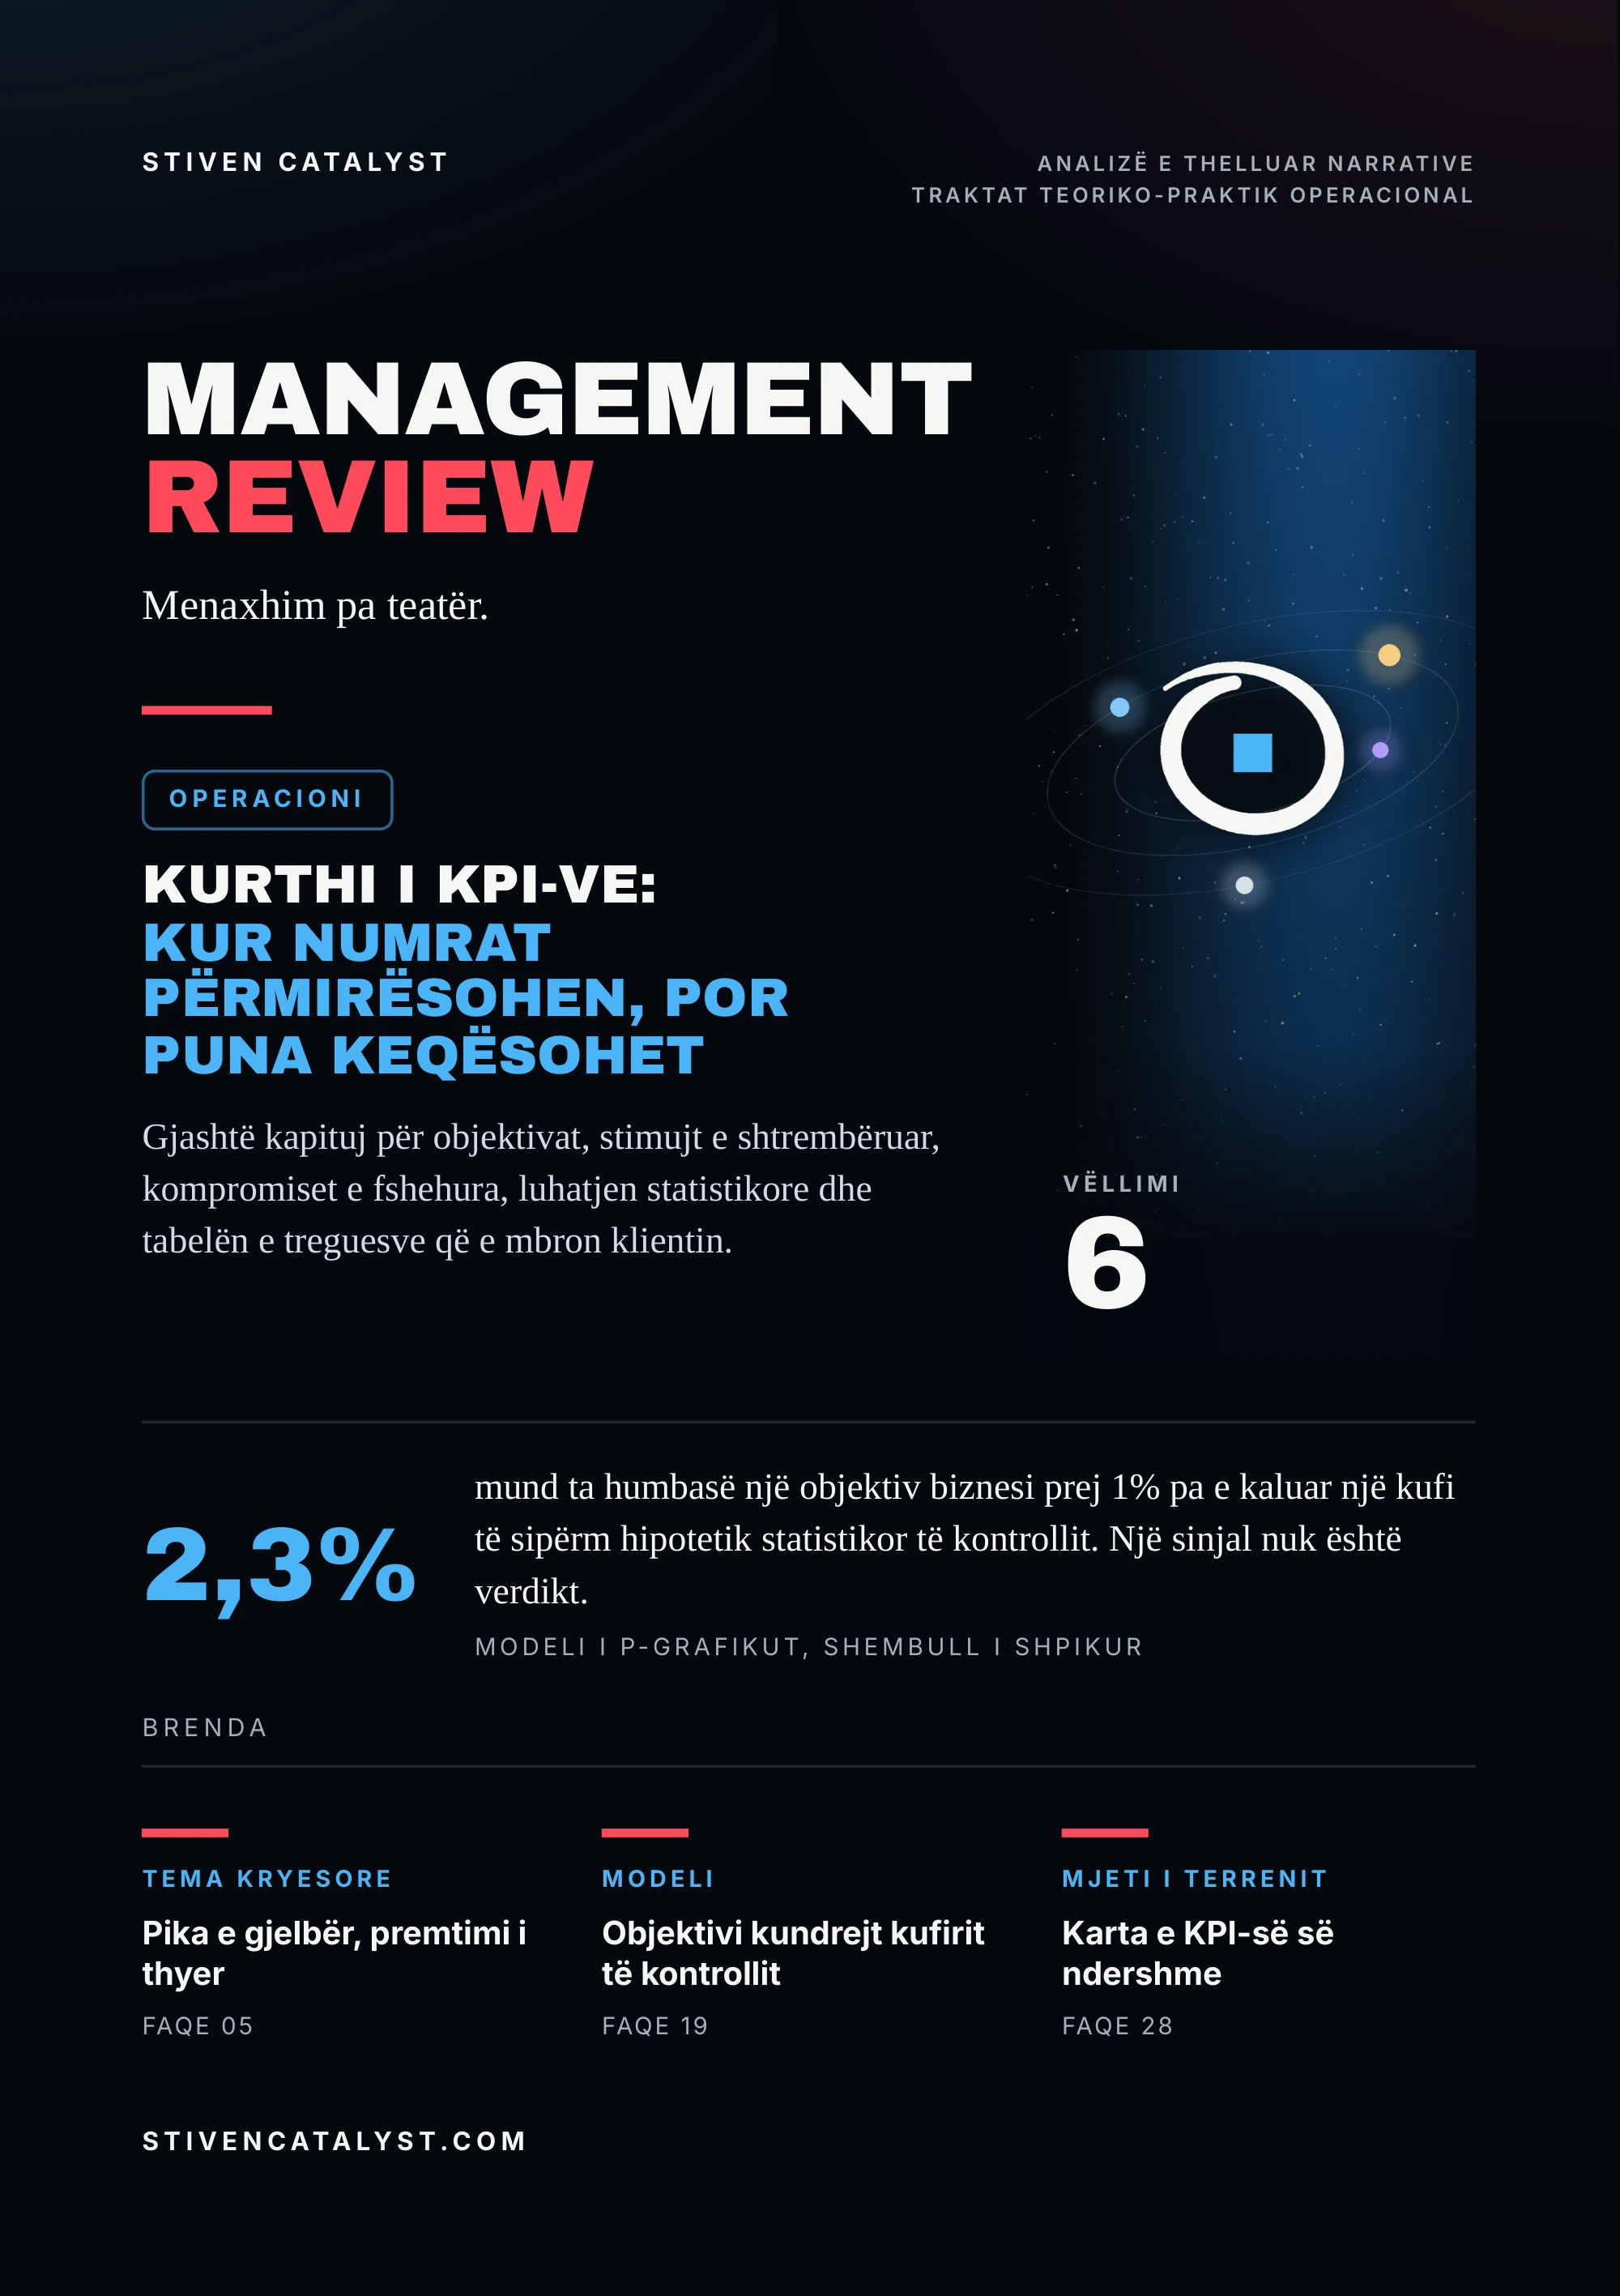 STIVEN CATALYST
ANALIZË E THELLUAR NARRATIVE
TRAKTAT TEORIKO-PRAKTIK OPERACIONAL
MANAGEMENT
REVIEW
Menaxhim pa teatër.
OPERACIONI
KURTHI I KPI-VE:
KUR NUMRAT
PËRMIRËSOHEN, POR
PUNA KEQËSOHET
Gjashtë kapituj për objektivat, stimujt e shtrembëruar,
kompromiset e fshehura, luhatjen statistikore dhe
tabelën e treguesve që e mbron klientin.
VËLLIMI
6
2,3%
mund ta humbasë një objektiv biznesi prej 1% pa e kaluar një kufi
të sipërm hipotetik statistikor të kontrollit. Një sinjal nuk është
verdikt.
MODELI I P-GRAFIKUT, SHEMBULL I SHPIKUR
BRENDA
TEMA KRYESORE
Pika e gjelbër, premtimi i
thyer
FAQE 05
MODELI
Objektivi kundrejt kufirit
të kontrollit
FAQE 19
MJETI I TERRENIT
Karta e KPI-së së
ndershme
FAQE 28
STIVENCATALYST.COM